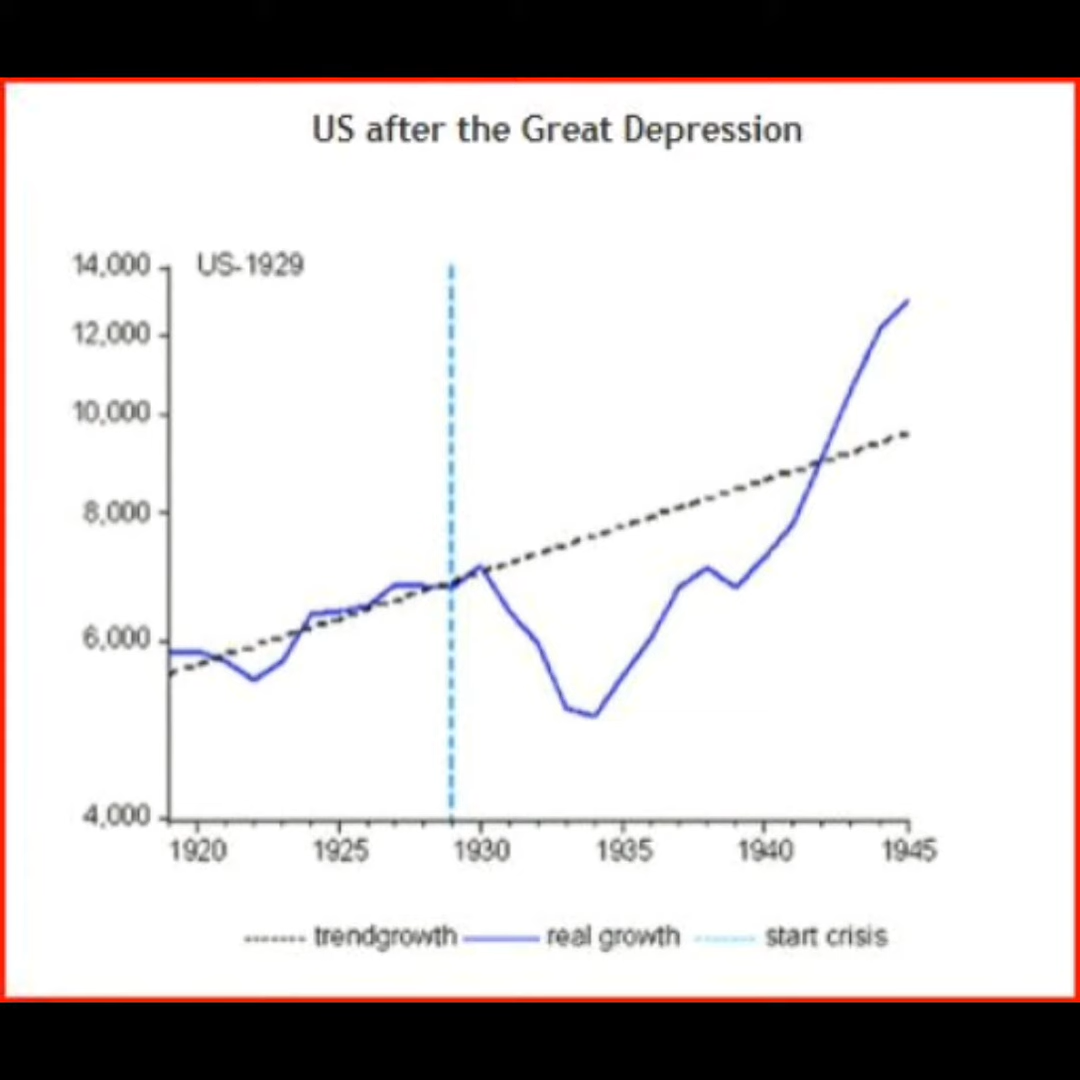 US after the Great Depression
US-1929
14,000
12,000
10,000
8,000
6,000
4,000
1920 1925 1930 1935 1940 1945
trendgrowth real growth start crisis